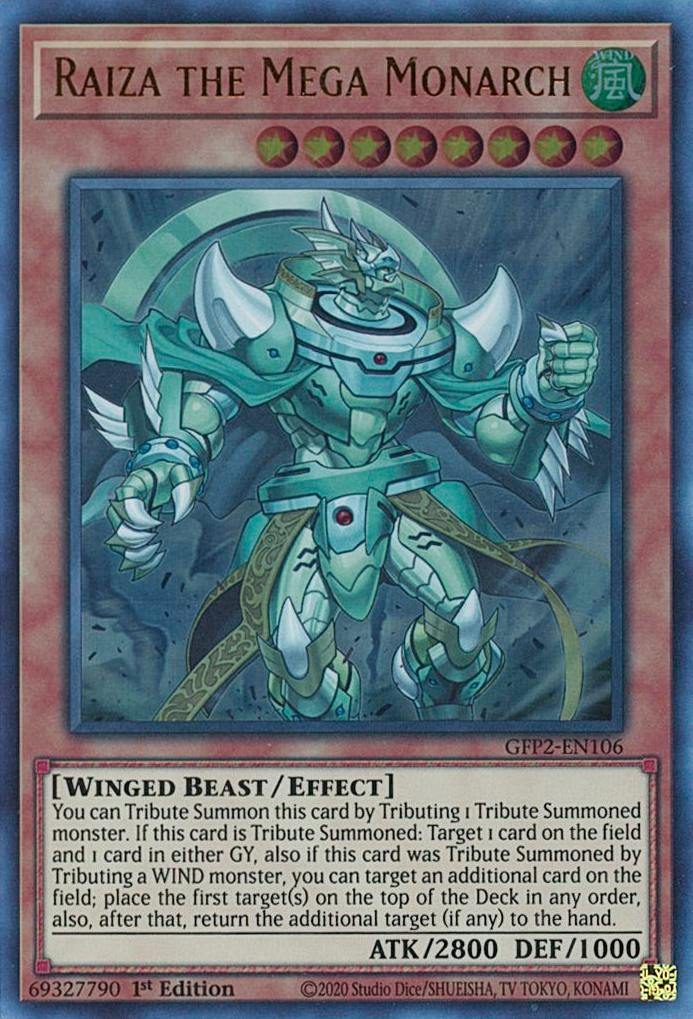 RAIZA THE MEGA MONARCH
WIND
風
GFP2-EN106
[WINGED BEAST/EFFECT]
You can Tribute Summon this card by Tributing 1 Tribute Summoned
monster. If this card is Tribute Summoned: Target 1 card on the field
and 1 card in either GY, also if this card was Tribute Summoned by
Tributing a WIND monster, you can target an additional card on the
field; place the first target(s) on the top of the Deck in any order,
also, after that, return the additional target (if any) to the hand.
ATK/2800 DEF/1000
69327790 1st Edition ©2020 Studio Dice/SHUEISHA, TV TOKYO, KONAMI